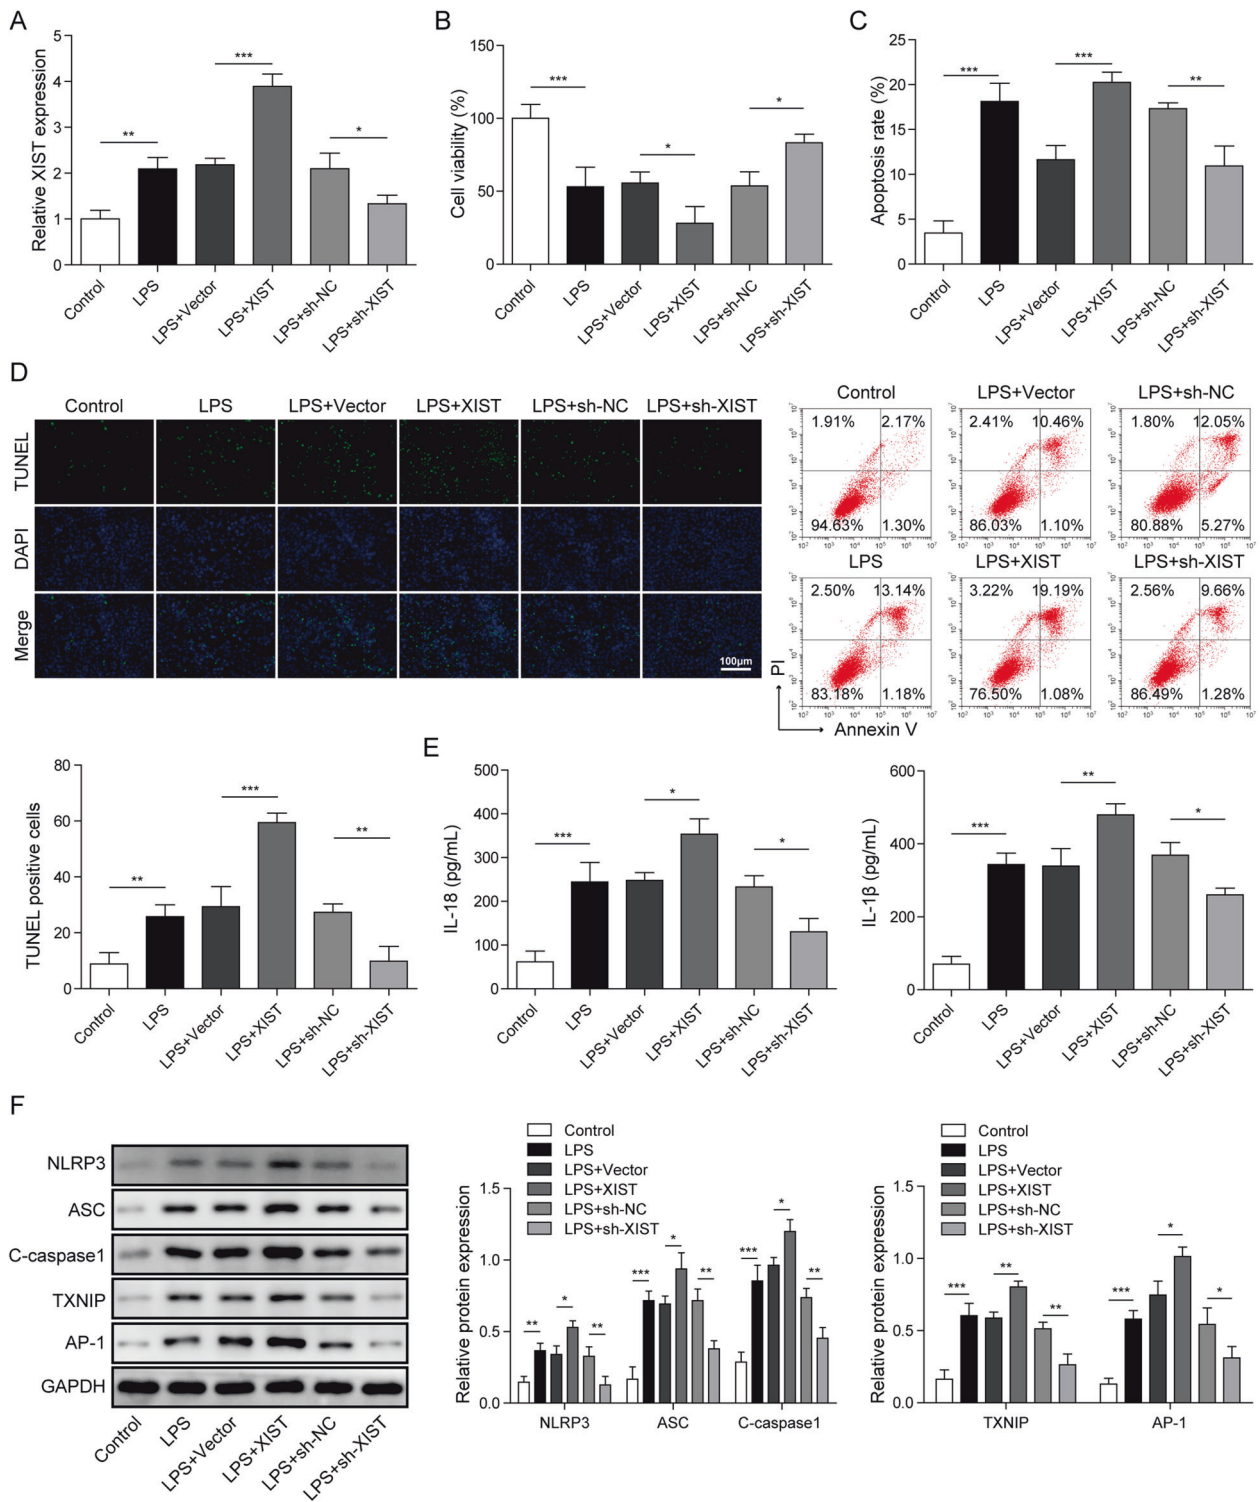 A
Relative XIST expression
5
4
3
2
1
0
**
***
*
Control
LPS
LPS+Vector
LPS+XIST
LPS+sh-NC
LPS+sh-XIST
B
Cell viability (%)
150
100
50
0
***
*
*
Control
LPS
LPS+Vector
LPS+XIST
LPS+sh-NC
LPS+sh-XIST
C
Apoptosis rate (%)
25
20
15
10
5
0
***
***
**
Control
LPS
LPS+Vector
LPS+XIST
LPS+sh-NC
LPS+sh-XIST
D
Control LPS LPS+Vector LPS+XIST LPS+sh-NC LPS+sh-XIST
TUNEL
DAPI
Merge
100μm
Control LPS+Vector LPS+sh-NC
1.91% 2.17% 2.41% 10.46% 1.80% 12.05%
94.63% 1.30% 86.03% 1.10% 80.88% 5.27%
LPS LPS+XIST LPS+sh-XIST
2.50% 13.14% 3.22% 19.19% 2.56% 9.66%
83.18% 1.18% 76.50% 1.08% 86.49% 1.28%
PI
Annexin V
TUNEL positive cells
80
60
40
20
0
**
***
**
Control
LPS
LPS+Vector
LPS+XIST
LPS+sh-NC
LPS+sh-XIST
E
IL-18 (pg/mL)
500
400
300
200
100
0
***
*
*
Control
LPS
LPS+Vector
LPS+XIST
LPS+sh-NC
LPS+sh-XIST
IL-1β (pg/mL)
600
400
200
0
***
**
*
Control
LPS
LPS+Vector
LPS+XIST
LPS+sh-NC
LPS+sh-XIST
F
NLRP3
ASC
C-caspase1
TXNIP
AP-1
GAPDH
Control
LPS
LPS+Vector
LPS+XIST
LPS+sh-NC
LPS+sh-XIST
Control
LPS
LPS+Vector
LPS+XIST
LPS+sh-NC
LPS+sh-XIST
Relative protein expression
1.5
1.0
0.5
0.0
** * **
*** * **
*** * **
NLRP3 ASC C-caspase1
Control
LPS
LPS+Vector
LPS+XIST
LPS+sh-NC
LPS+sh-XIST
Relative protein expression
1.5
1.0
0.5
0.0
*** ** **
*** * *
TXNIP AP-1